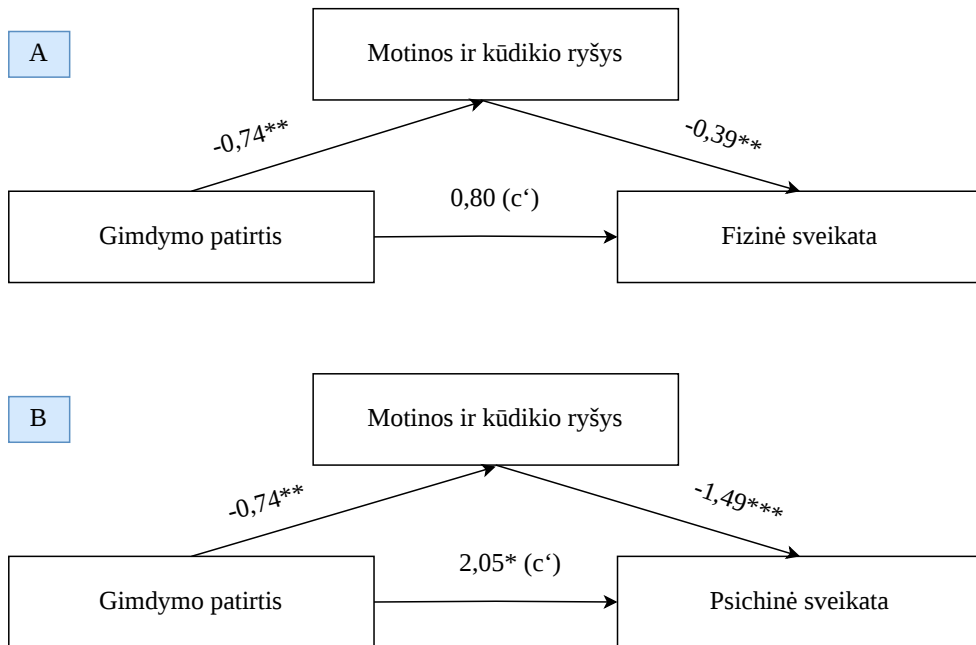 A
Motinos ir kūdikio ryšys
-0,74**
-0,39**
0,80 (c‘)
Gimdymo patirtis
Fizinė sveikata
B
Motinos ir kūdikio ryšys
-0,74**
-1,49***
2,05* (c‘)
Gimdymo patirtis
Psichinė sveikata